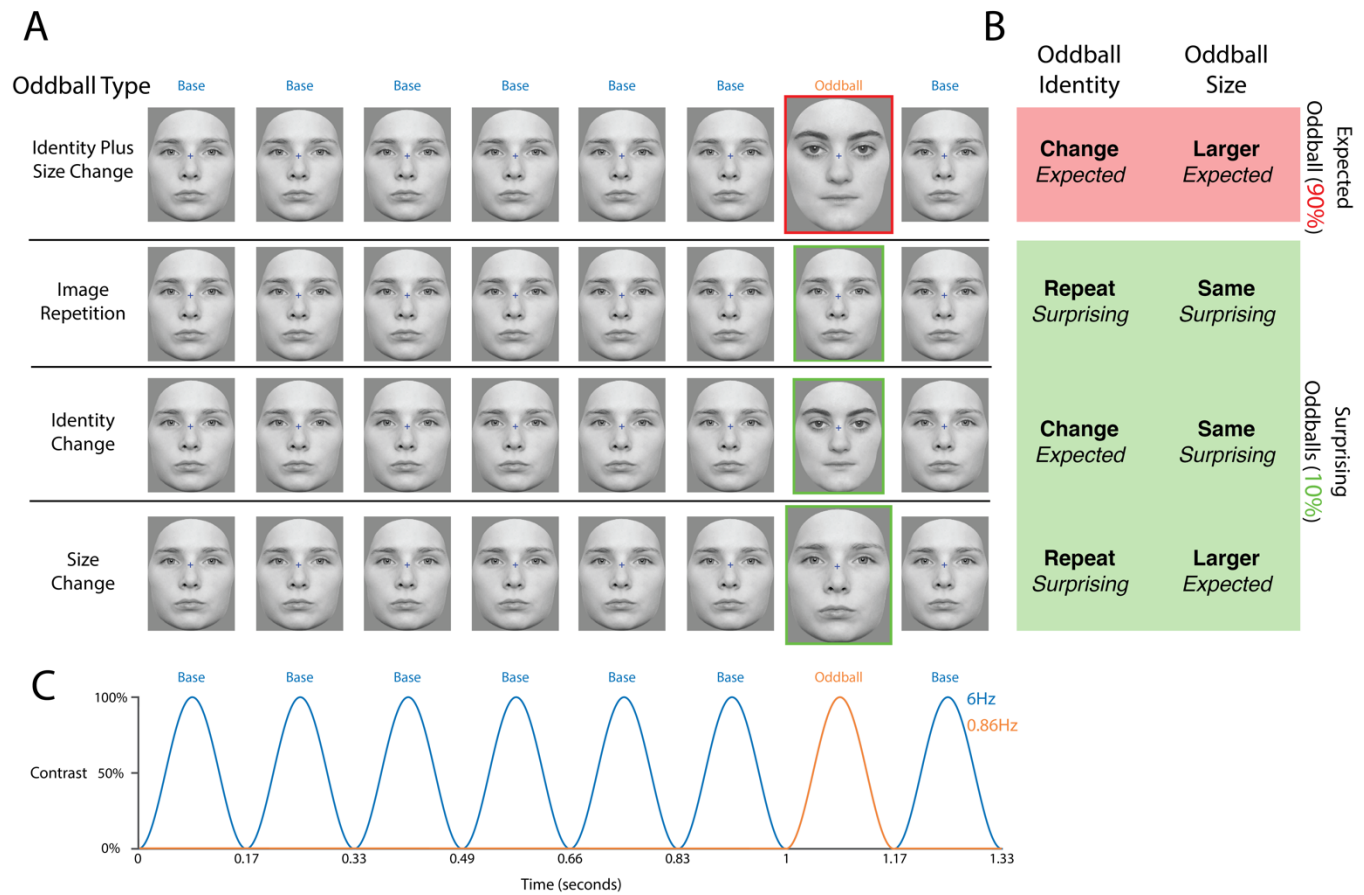 A
Oddball Type
Base Base Base Base Base Base Oddball Base
Identity Plus
Size Change
Image
Repetition
Identity
Change
Size
Change
B
Oddball
Identity
Oddball
Size
Change
Expected
Larger
Expected
Expected
Oddball (90%)
Repeat
Surprising
Same
Surprising
Change
Expected
Same
Surprising
Repeat
Surprising
Larger
Expected
Surprising
Oddballs (10%)
C
Base Base Base Base Base Base Oddball Base
6Hz
0.86Hz
100%
Contrast 50%
0%
0 0.17 0.33 0.49 0.66 0.83 1 1.17 1.33
Time (seconds)